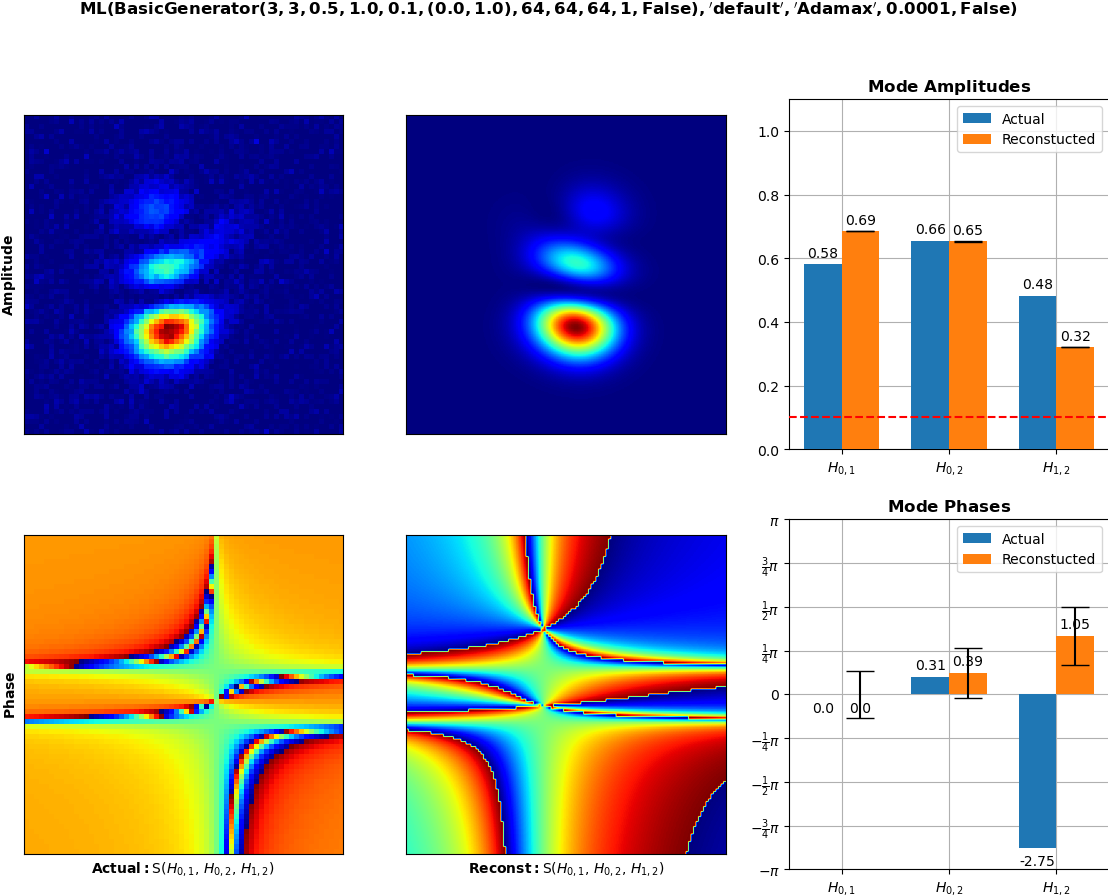 ML(BasicGenerator(3, 3, 0.5, 1.0, 0.1, (0.0, 1.0), 64, 64, 64, 1, False), ′default′, ′Adamax′, 0.0001, False)
Amplitude
Mode Amplitudes
Actual
Reconstucted
1.0
0.8
0.6
0.4
0.2
0.0
0.58
0.69
0.66
0.65
0.48
0.32
H0,1
H0,2
H1,2
Phase
Actual: S(H0,1, H0,2, H1,2)
Reconst: S(H0,1, H0,2, H1,2)
Mode Phases
Actual
Reconstucted
π
3/4π
1/2π
1/4π
0
−1/4π
−1/2π
−3/4π
−π
0.0
0.0
0.31
0.39
-2.75
1.05
H0,1
H0,2
H1,2